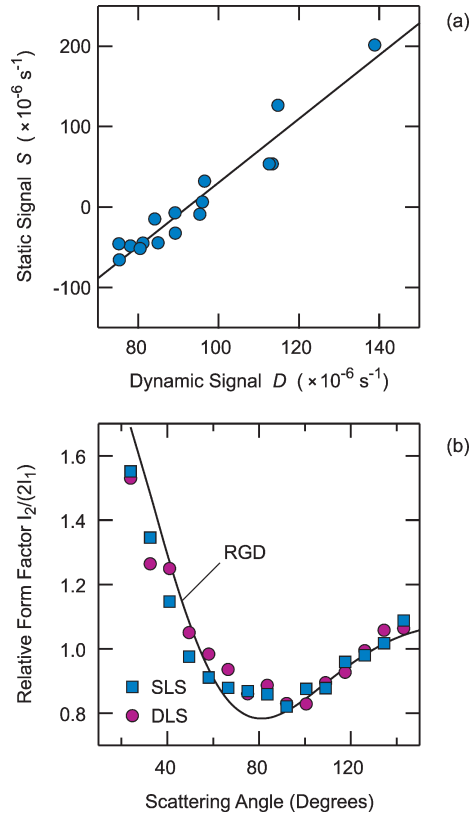 (a)
200
100
0
-100
Static Signal S (×10⁻⁶ s⁻¹)
80 100 120 140
Dynamic Signal D (×10⁻⁶ s⁻¹)
(b)
1.6
1.4
1.2
1.0
0.8
Relative Form Factor I₂/(2I₁)
RGD
SLS
DLS
40 80 120
Scattering Angle (Degrees)